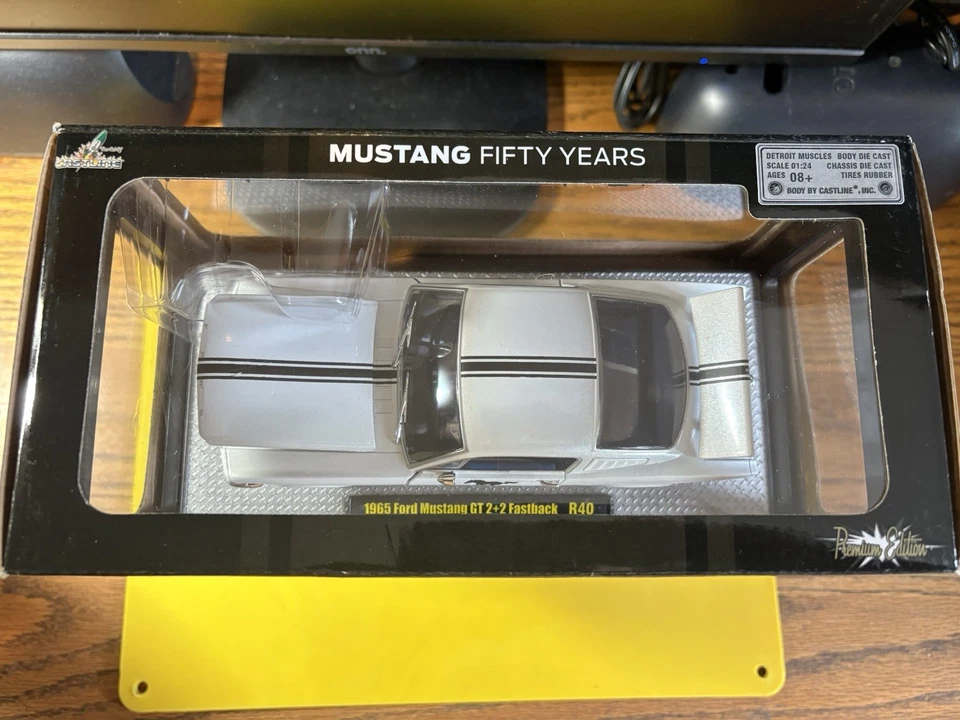 onn.
MUSTANG FIFTY YEARS
DETROIT MUSCLES BODY DIE CAST
SCALE 01:24 CHASSIS DIE CAST
AGES 08+ TIRES RUBBER
BODY BY CASTLINE®, INC.
1965 Ford Mustang GT 2+2 Fastback R40
Premium Edition